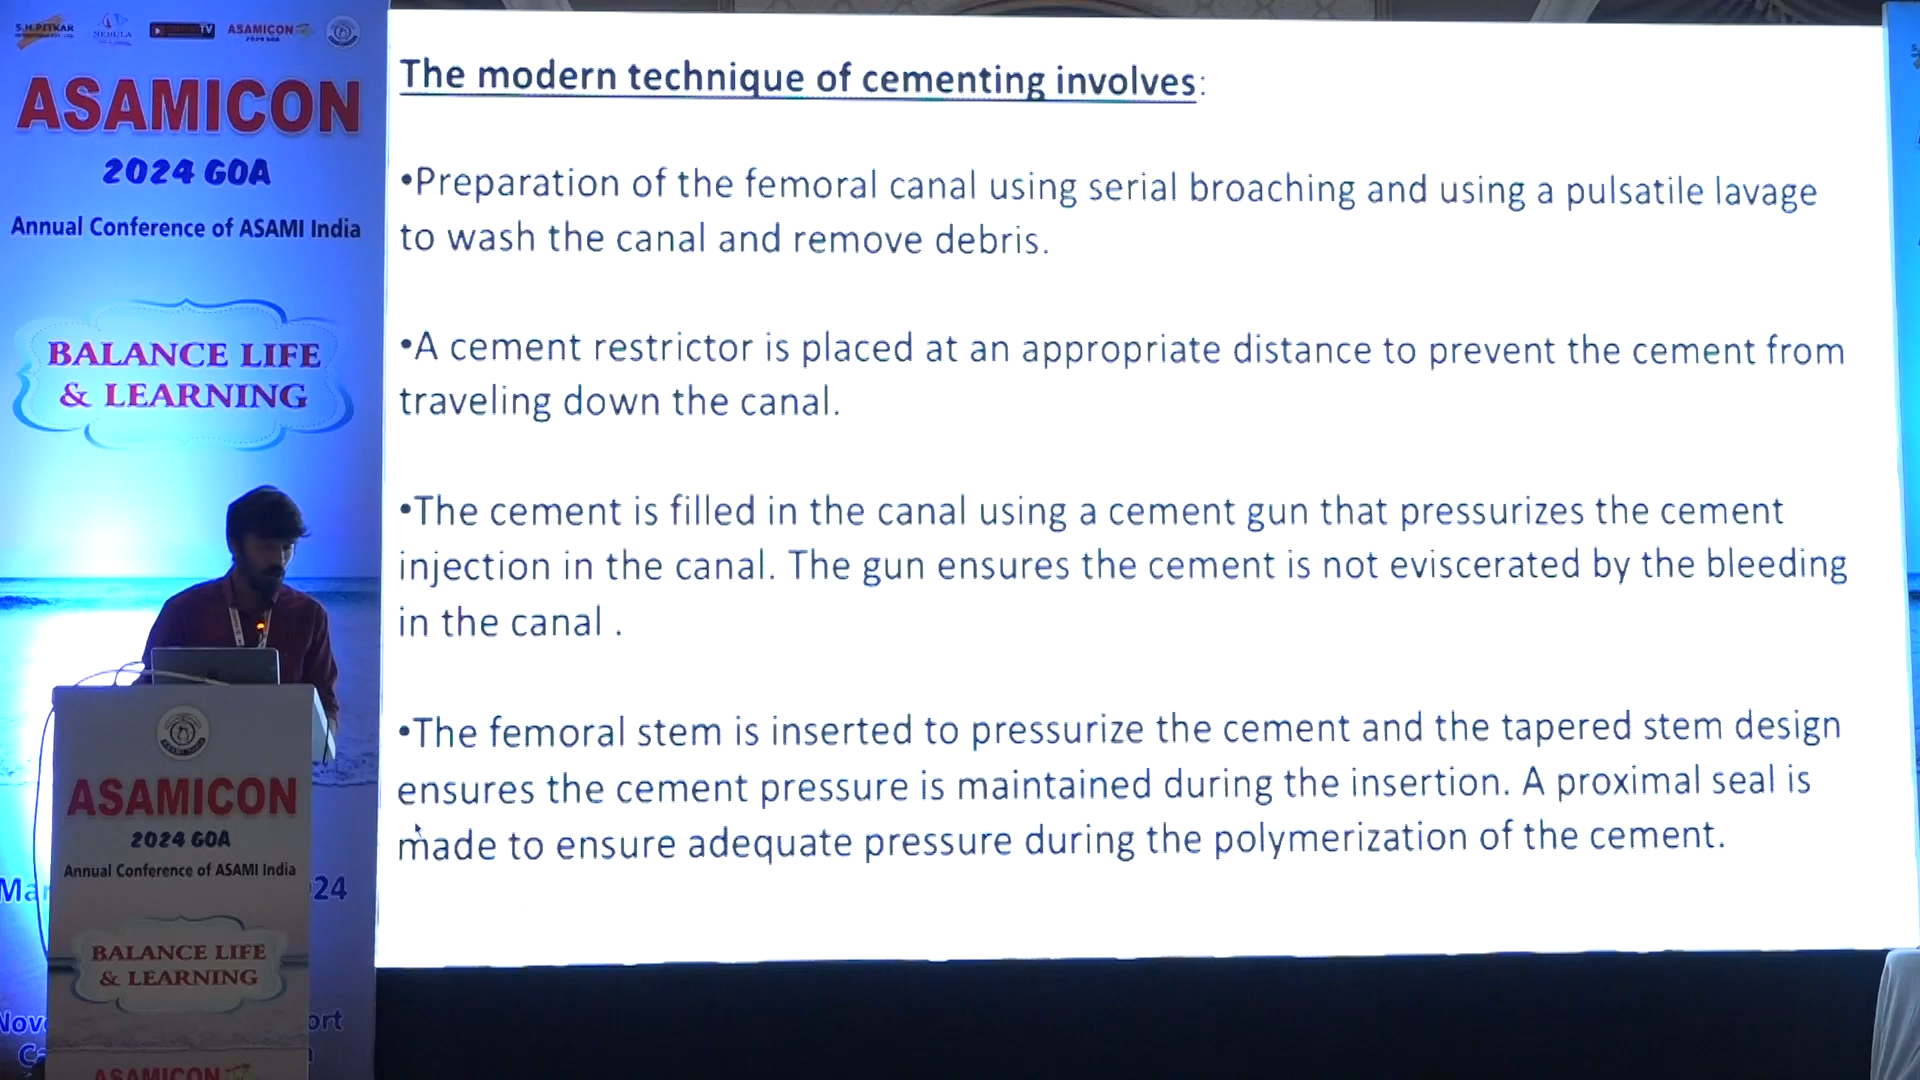 S.H.PITKAR
NEBULA
TV
ASAMICON
2024 GOA
ASAMICON
2024 GOA
Annual Conference of ASAMI India
BALANCE LIFE
& LEARNING
The modern technique of cementing involves:
•Preparation of the femoral canal using serial broaching and using a pulsatile lavage
to wash the canal and remove debris.
•A cement restrictor is placed at an appropriate distance to prevent the cement from
traveling down the canal.
•The cement is filled in the canal using a cement gun that pressurizes the cement
injection in the canal. The gun ensures the cement is not eviscerated by the bleeding
in the canal .
•The femoral stem is inserted to pressurize the cement and the tapered stem design
ensures the cement pressure is maintained during the insertion. A proximal seal is
made to ensure adequate pressure during the polymerization of the cement.
ASAMICON
2024 GOA
Annual Conference of ASAMI India
Mar 24
BALANCE LIFE
& LEARNING
Nov ort
ASAMICON